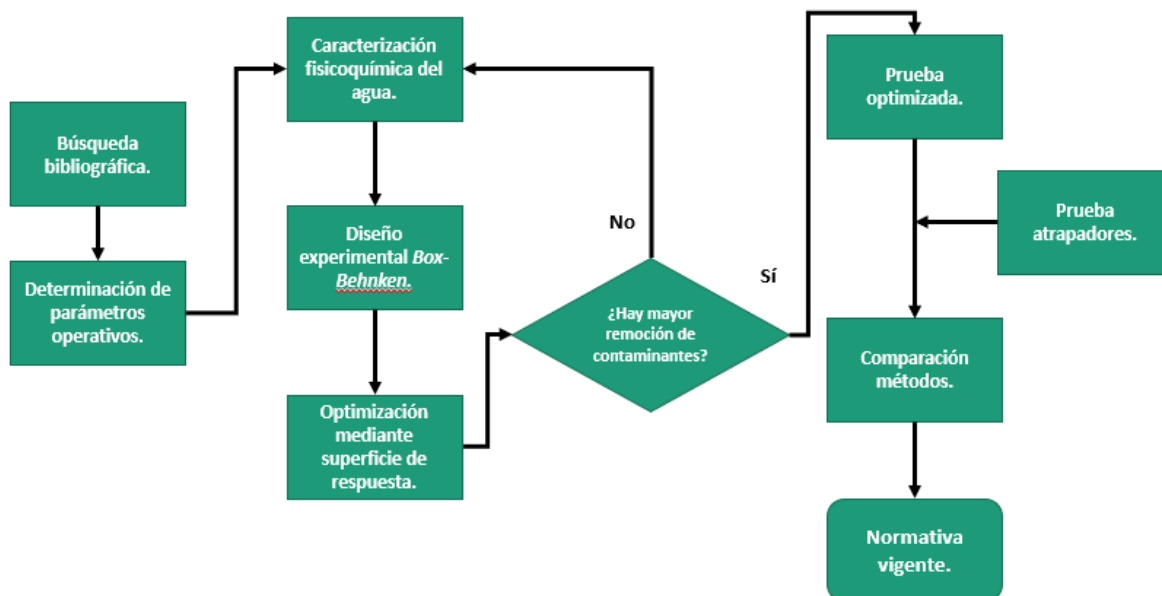 Búsqueda
bibliográfica.
Determinación de
parámetros
operativos.
Caracterización
fisicoquímica del
agua.
Diseño
experimental Box-
Behnken.
Optimización
mediante
superficie de
respuesta.
¿Hay mayor
remoción de
contaminantes?
No
Sí
Prueba
optimizada.
Prueba
atrapadores.
Comparación
métodos.
Normativa
vigente.